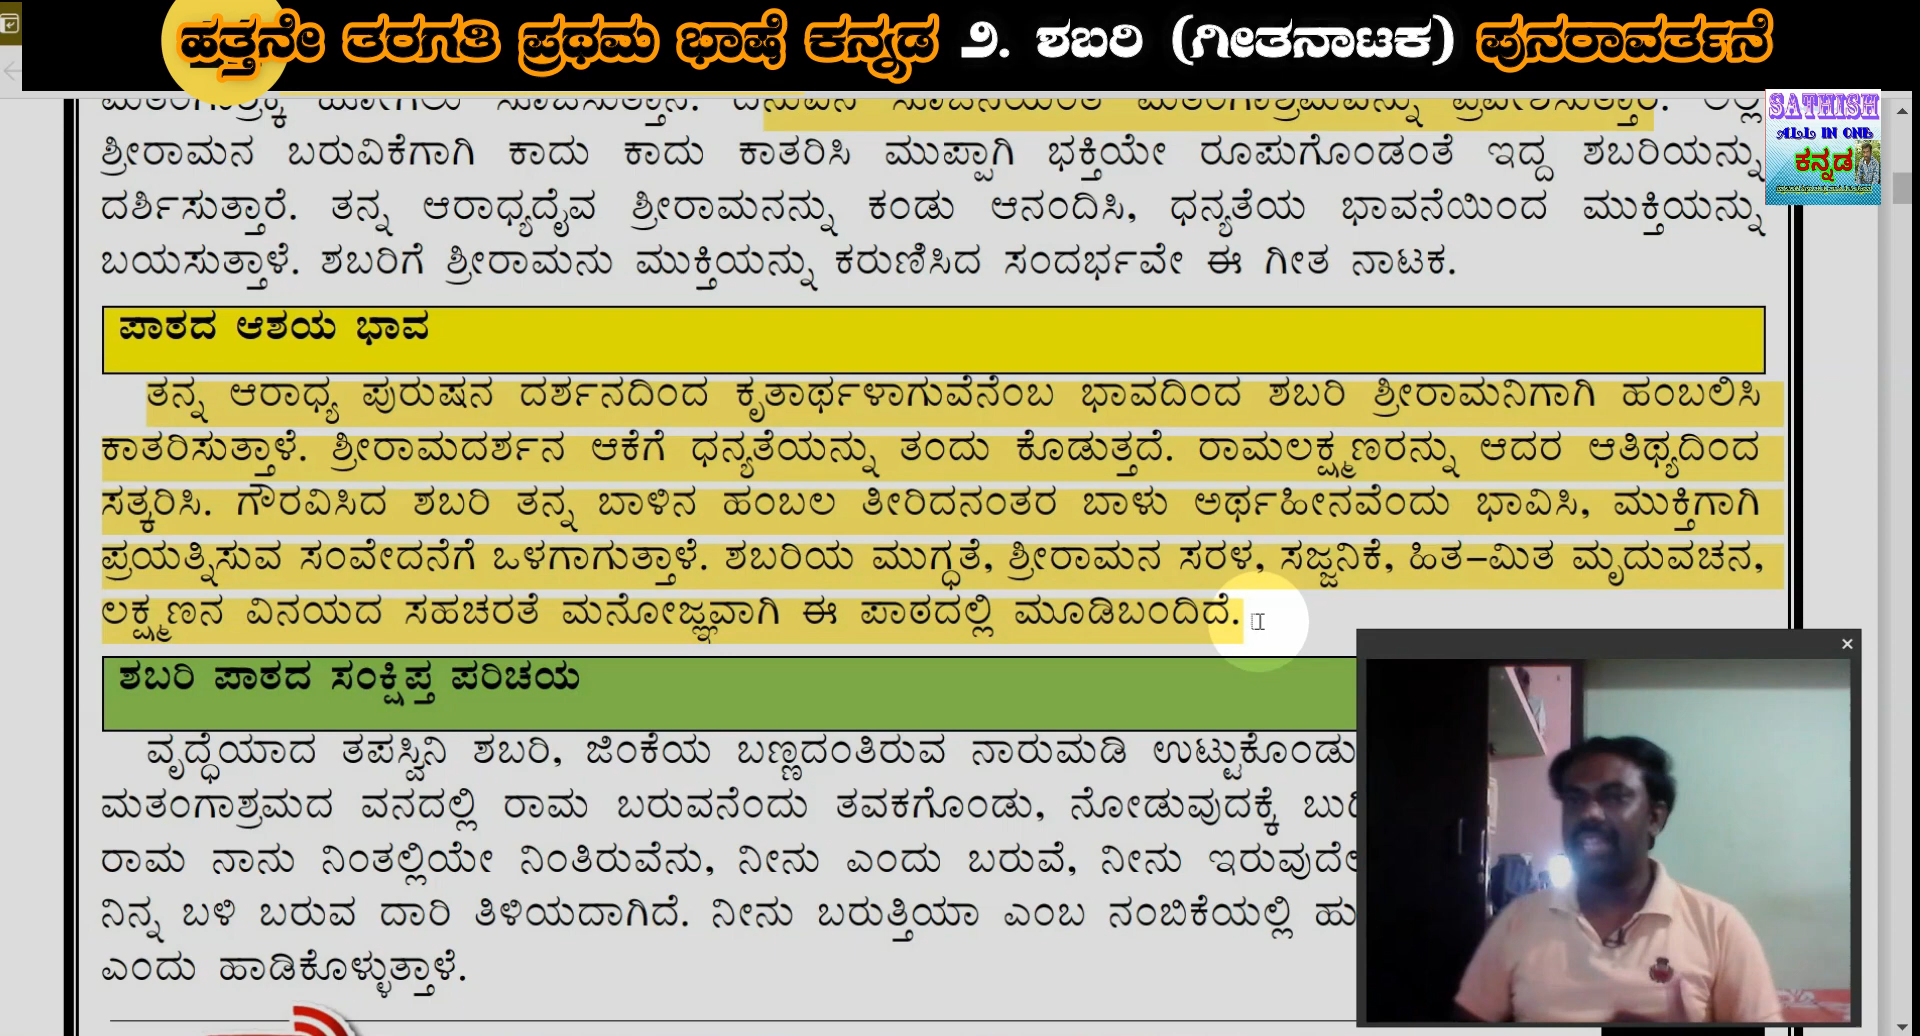 ಹತ್ತನೇ ತರಗತಿ ಪ್ರಥಮ ಭಾಷೆ ಕನ್ನಡ ೨. ಶಬರಿ (ಗೀತನಾಟಕ) ಪುನರಾವರ್ತನೆ
SATHISH
ALL IN ONE
ಕನ್ನಡ
ಮತಂಗಾಶ್ರಮವನ್ನು ಪ್ರವೇಶಿಸುತ್ತಾರೆ. ಅಲ್ಲಿ
ಶ್ರೀರಾಮನ ಬರುವಿಕೆಗಾಗಿ ಕಾದು ಕಾದು ಕಾತರಿಸಿ ಮುಪ್ಪಾಗಿ ಭಕ್ತಿಯೇ ರೂಪುಗೊಂಡಂತೆ ಇದ್ದ ಶಬರಿಯನ್ನು
ದರ್ಶಿಸುತ್ತಾರೆ. ತನ್ನ ಆರಾಧ್ಯದೈವ ಶ್ರೀರಾಮನನ್ನು ಕಂಡು ಆನಂದಿಸಿ, ಧನ್ಯತೆಯ ಭಾವನೆಯಿಂದ ಮುಕ್ತಿಯನ್ನು
ಬಯಸುತ್ತಾಳೆ. ಶಬರಿಗೆ ಶ್ರೀರಾಮನು ಮುಕ್ತಿಯನ್ನು ಕರುಣಿಸಿದ ಸಂದರ್ಭವೇ ಈ ಗೀತ ನಾಟಕ.
ಪಾಠದ ಆಶಯ ಭಾವ
ತನ್ನ ಆರಾಧ್ಯ ಪುರುಷನ ದರ್ಶನದಿಂದ ಕೃತಾರ್ಥಳಾಗುವೆನೆಂಬ ಭಾವದಿಂದ ಶಬರಿ ಶ್ರೀರಾಮನಿಗಾಗಿ ಹಂಬಲಿಸಿ
ಕಾತರಿಸುತ್ತಾಳೆ. ಶ್ರೀರಾಮದರ್ಶನ ಆಕೆಗೆ ಧನ್ಯತೆಯನ್ನು ತಂದು ಕೊಡುತ್ತದೆ. ರಾಮಲಕ್ಷ್ಮಣರನ್ನು ಆದರ ಆತಿಥ್ಯದಿಂದ
ಸತ್ಕರಿಸಿ. ಗೌರವಿಸಿದ ಶಬರಿ ತನ್ನ ಬಾಳಿನ ಹಂಬಲ ತೀರಿದನಂತರ ಬಾಳು ಅರ್ಥಹೀನವೆಂದು ಭಾವಿಸಿ, ಮುಕ್ತಿಗಾಗಿ
ಪ್ರಯತ್ನಿಸುವ ಸಂವೇದನೆಗೆ ಒಳಗಾಗುತ್ತಾಳೆ. ಶಬರಿಯ ಮುಗ್ಧತೆ, ಶ್ರೀರಾಮನ ಸರಳ, ಸಜ್ಜನಿಕೆ, ಹಿತ-ಮಿತ ಮೃದುವಚನ,
ಲಕ್ಷ್ಮಣನ ವಿನಯದ ಸಹಚರತೆ ಮನೋಜ್ಞವಾಗಿ ಈ ಪಾಠದಲ್ಲಿ ಮೂಡಿಬಂದಿದೆ.
ಶಬರಿ ಪಾಠದ ಸಂಕ್ಷಿಪ್ತ ಪರಿಚಯ
ವೃದ್ಧೆಯಾದ ತಪಸ್ವಿನಿ ಶಬರಿ, ಜಿಂಕೆಯ ಬಣ್ಣದಂತಿರುವ ನಾರುಮಡಿ ಉಟ್ಟುಕೊಂಡು
ಮತಂಗಾಶ್ರಮದ ವನದಲ್ಲಿ ರಾಮ ಬರುವನೆಂದು ತವಕಗೊಂಡು, ನೋಡುವುದಕ್ಕೆ
ರಾಮ ನಾನು ನಿಂತಲ್ಲಿಯೇ ನಿಂತಿರುವೆನು, ನೀನು ಎಂದು ಬರುವೆ, ನೀನು
ನಿನ್ನ ಬಳಿ ಬರುವ ದಾರಿ ತಿಳಿಯದಾಗಿದೆ. ನೀನು ಬರುತ್ತಿಯಾ ಎಂಬ ನಂಬಿಕೆಯಲ್ಲಿ
ಎಂದು ಹಾಡಿಕೊಳ್ಳುತ್ತಾಳೆ.